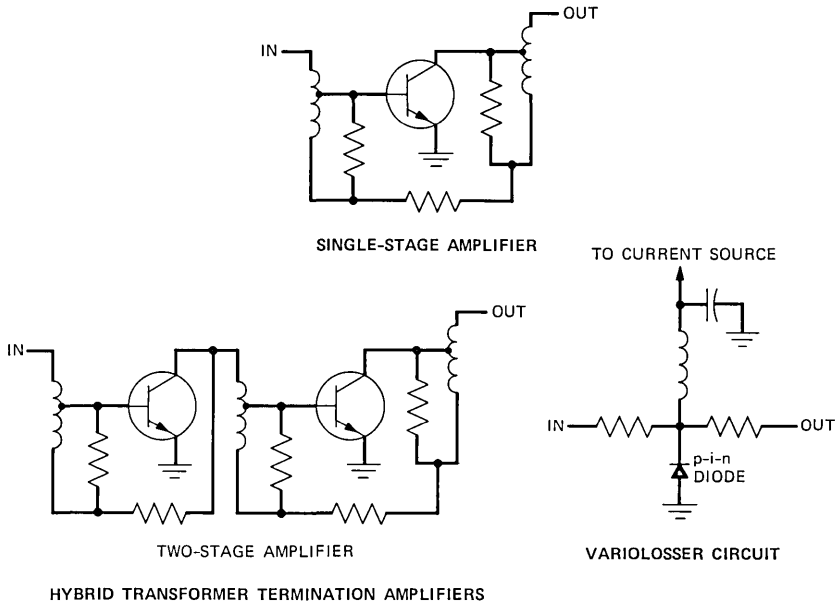 OUT
IN
SINGLE-STAGE AMPLIFIER
TO CURRENT SOURCE
OUT
IN
IN
OUT
p-i-n
DIODE
TWO-STAGE AMPLIFIER
VARIOLOSSER CIRCUIT
HYBRID TRANSFORMER TERMINATION AMPLIFIERS